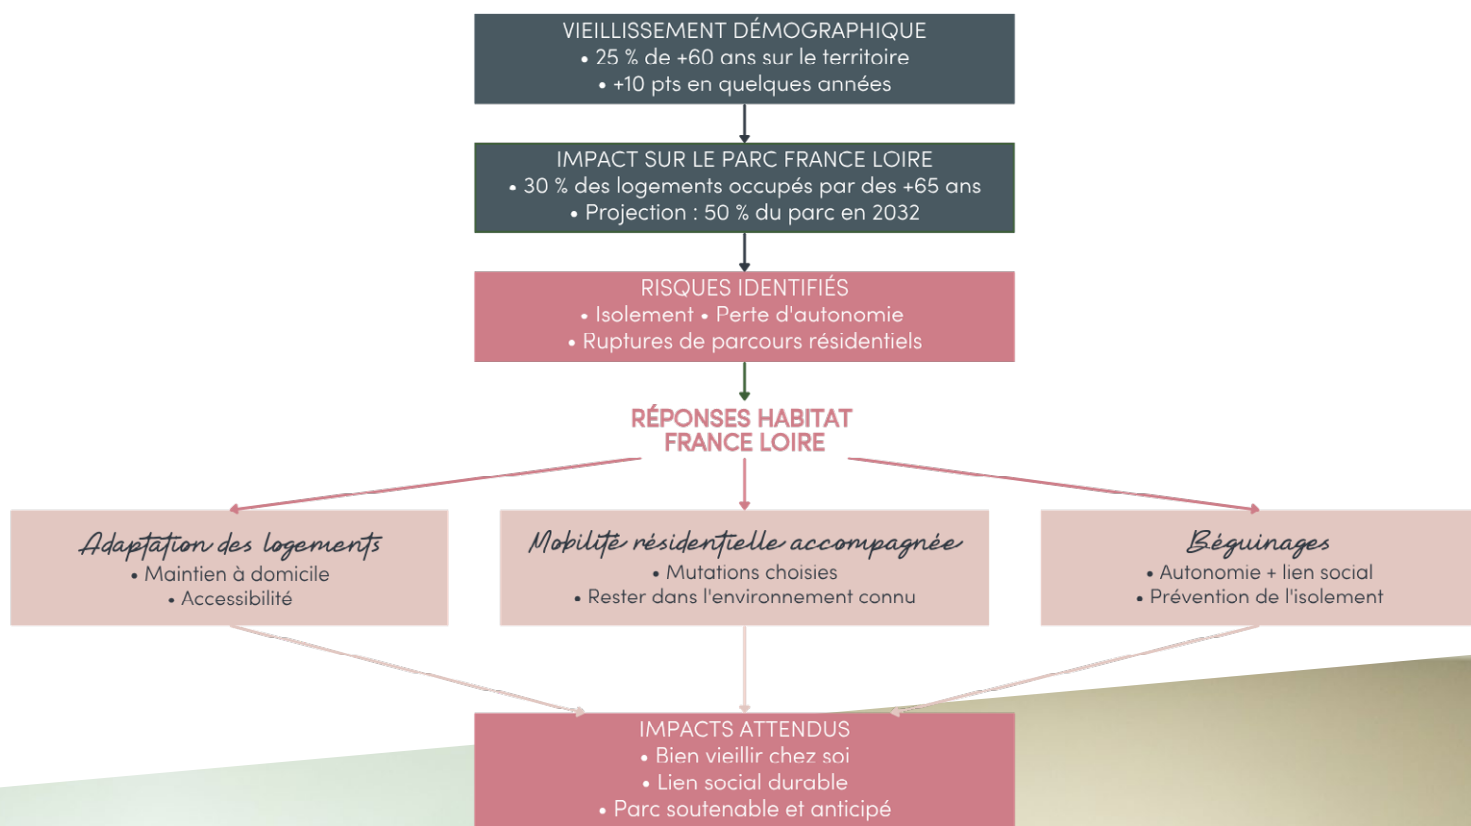 VIEILLISSEMENT DÉMOGRAPHIQUE
• 25 % de +60 ans sur le territoire
• +10 pts en quelques années
IMPACT SUR LE PARC FRANCE LOIRE
• 30 % des logements occupés par des +65 ans
• Projection : 50 % du parc en 2032
RISQUES IDENTIFIÉS
• Isolement • Perte d'autonomie
• Ruptures de parcours résidentiels
RÉPONSES HABITAT
FRANCE LOIRE
Adaptation des logements
• Maintien à domicile
• Accessibilité
Mobilité résidentielle accompagnée
• Mutations choisies
• Rester dans l'environnement connu
Béguinages
• Autonomie + lien social
• Prévention de l'isolement
IMPACTS ATTENDUS
• Bien vieillir chez soi
• Lien social durable
• Parc soutenable et anticipé